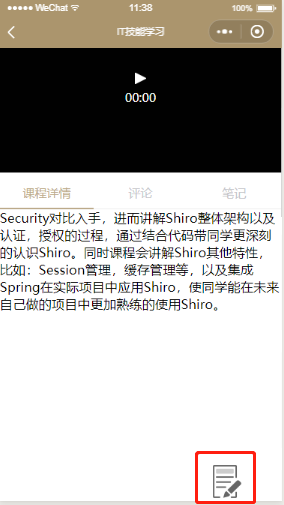 WeChat 11:38 100%
IT技能学习
00:00
课程详情 评论 笔记
Security对比入手，进而讲解Shiro整体架构以及
认证，授权的过程，通过结合代码带同学更深刻
的认识Shiro。同时课程会讲解Shiro其他特性，
比如：Session管理，缓存管理等，以及集成
Spring在实际项目中应用Shiro，使同学能在未来
自己做的项目中更加熟练的使用Shiro。